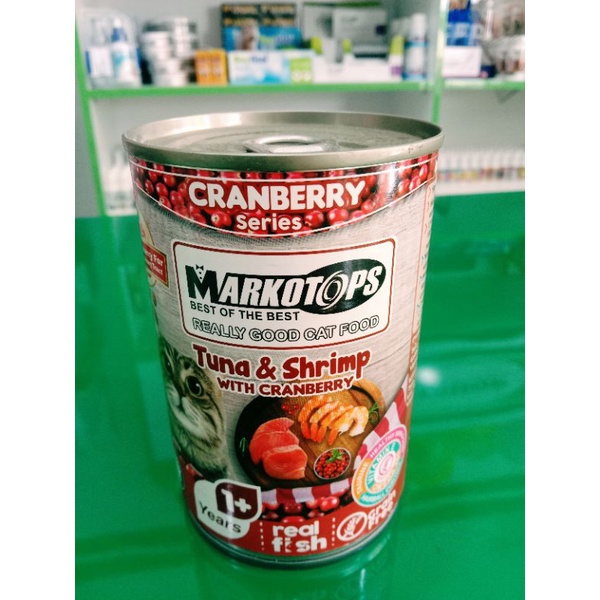 CRANBERRY
Series
MARKOTOPS
BEST OF THE BEST
REALLY GOOD CAT FOOD
Tuna & Shrimp
WITH CRANBERRY
1+
Years
real
fish